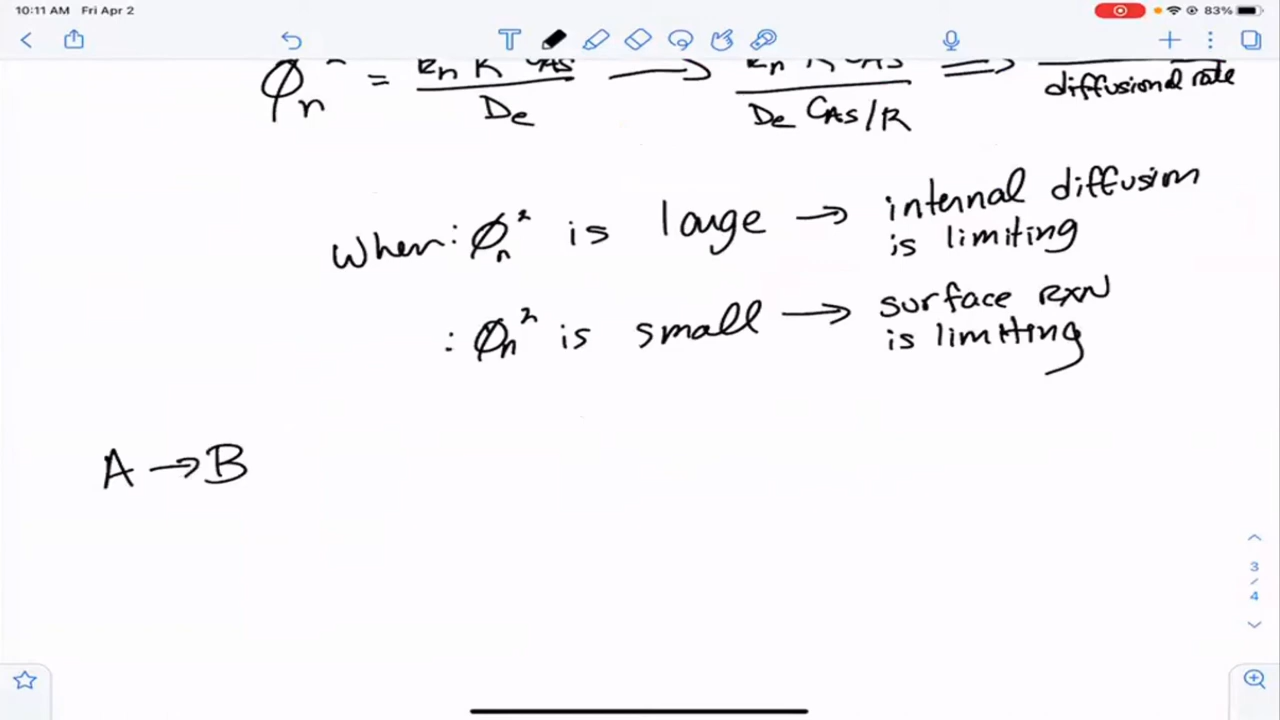 10:11 AM Fri Apr 2 83%
T
φn = / De → / De CAS/R ⇒ / diffusional rate
When: φn² is large → internal diffusion
is limiting
: φn² is small → surface RXN
is limiting
A → B
3
/
4